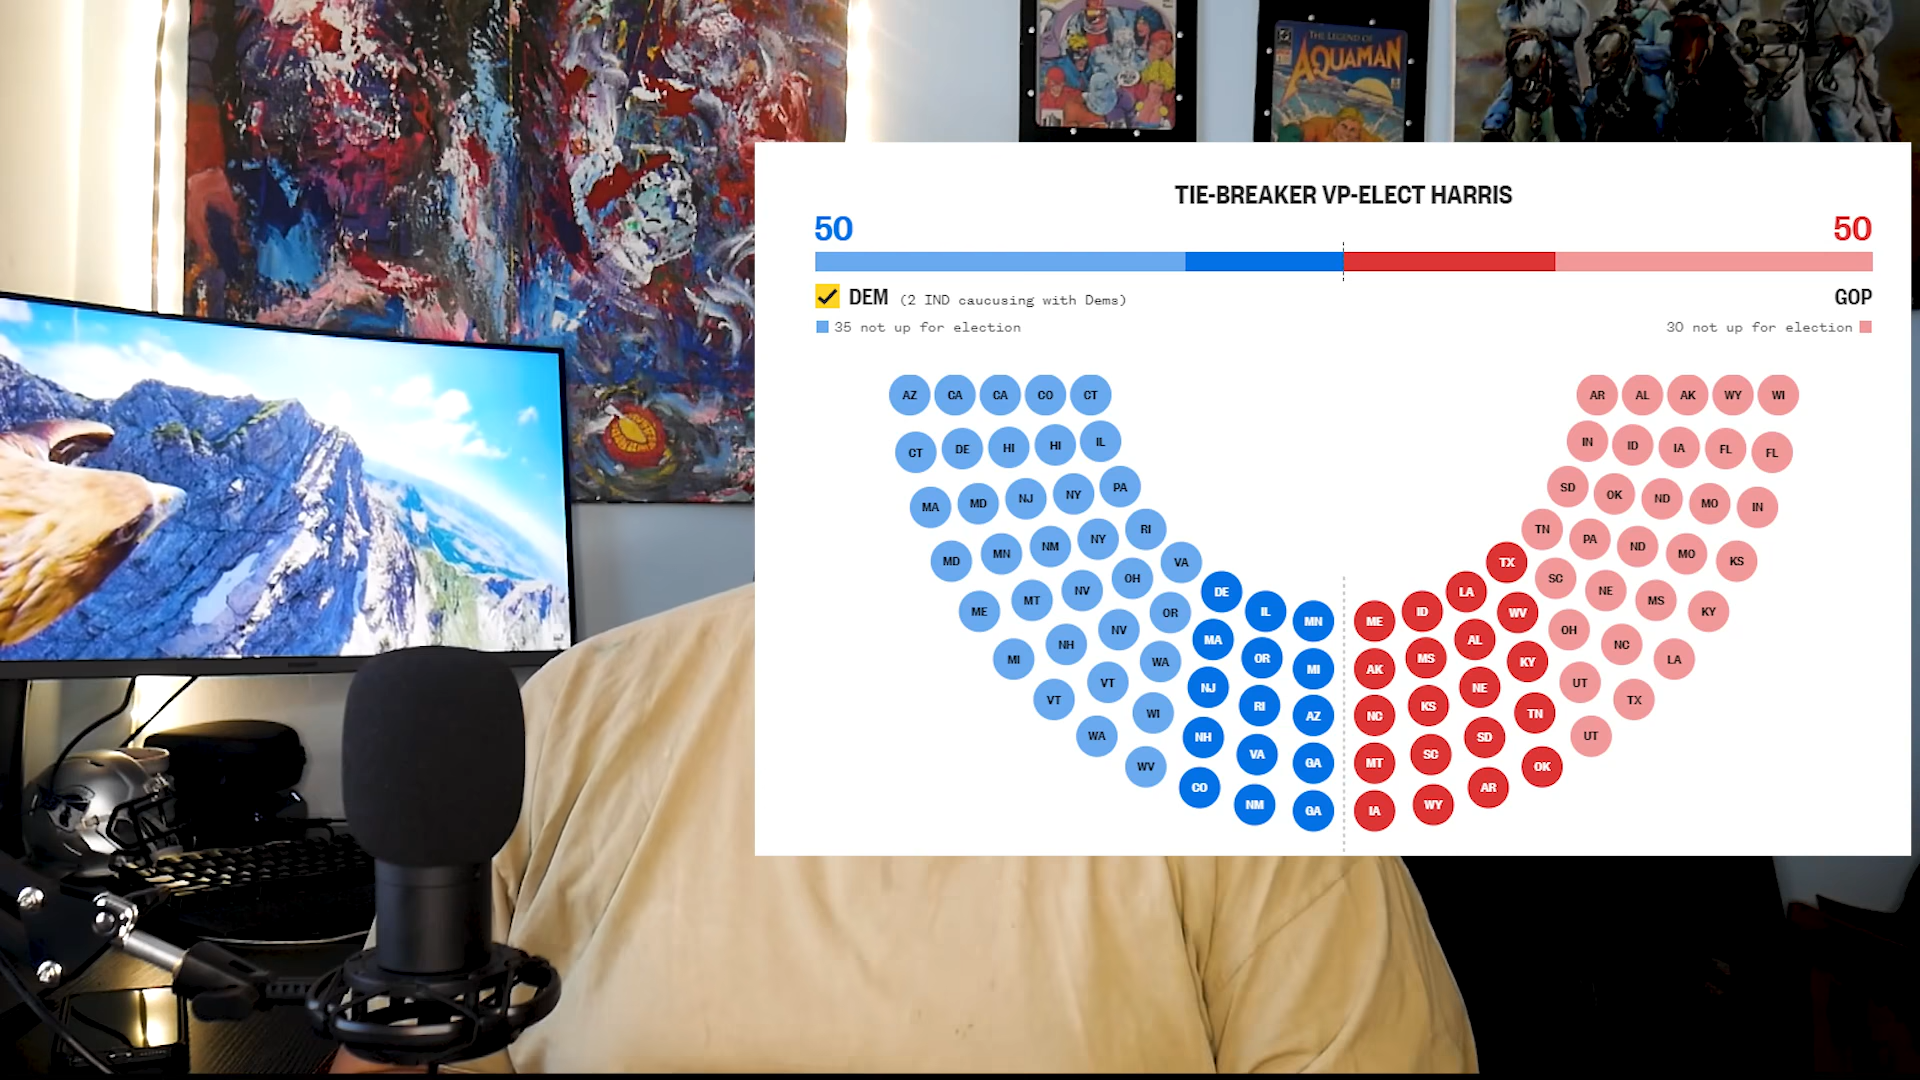 THE LEGEND OF
AQUAMAN
TIE-BREAKER VP-ELECT HARRIS
50 50
DEM (2 IND caucusing with Dems) GOP
35 not up for election 30 not up for election
AZ CA CA CO CT AR AL AK WY WI
CT DE HI HI IL IN ID IA FL FL
MA MD NJ NY PA SD OK ND MO IN
MD MN NM NY RI TN PA ND MO KS
ME MT NV OH VA TX SC NE MS KY
MI NH NV OR DE LA WV OH NC LA
VT VT WA MA IL MN ME ID AL KY UT TX
WA WI NJ OR MI AK MS NE TN UT
WV NH RI AZ NC KS SD OK
CO VA GA MT SC AR
NM GA IA WY